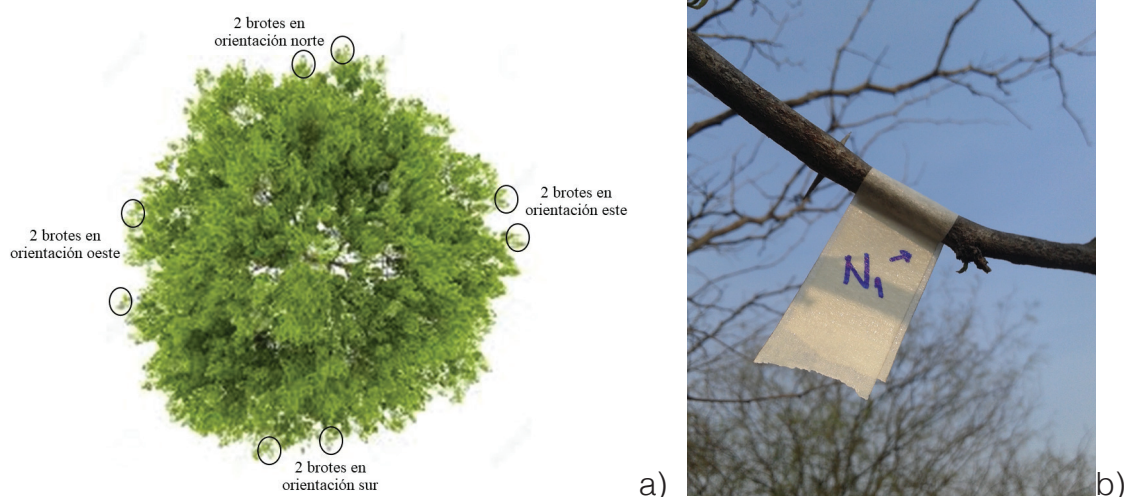 2 brotes en
orientación norte
2 brotes en
orientación este
2 brotes en
orientación oeste
2 brotes en
orientación sur
a)
N1 →
b)